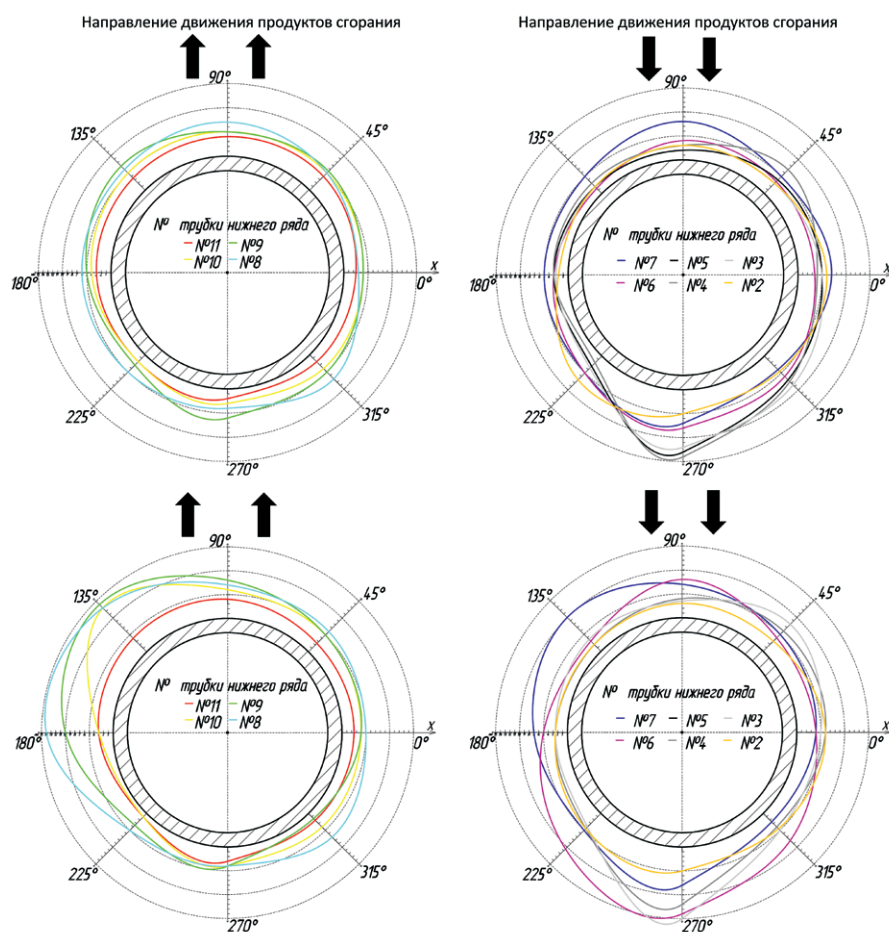 Направление движения продуктов сгорания
90°
135°
45°
№ трубки нижнего ряда
№11 №9
№10 №8
180°
x
0°
225°
315°
270°
Направление движения продуктов сгорания
90°
135°
45°
№ трубки нижнего ряда
№7 №5 №3
№6 №4 №2
180°
x
0°
225°
315°
270°
90°
135°
45°
№ трубки нижнего ряда
№11 №9
№10 №8
180°
x
0°
225°
315°
270°
90°
135°
45°
№ трубки нижнего ряда
№7 №5 №3
№6 №4 №2
180°
x
0°
225°
315°
270°